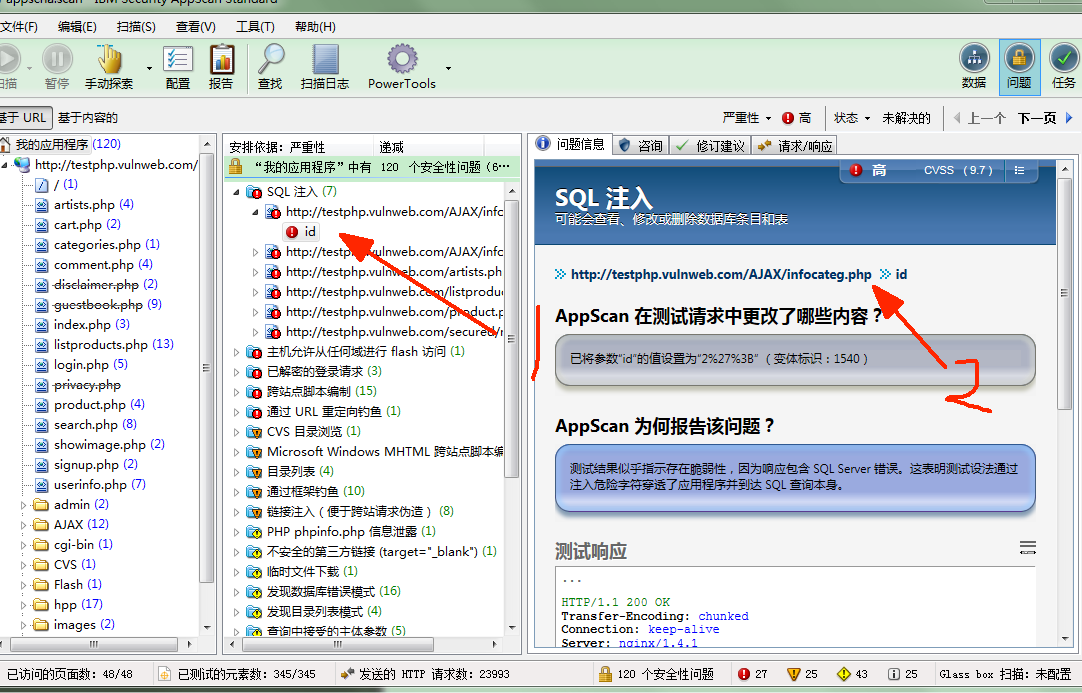 appscna.scan - IBM Security AppScan Standard
文件(F) 编辑(E) 扫描(S) 查看(V) 工具(T) 帮助(H)
扫描 暂停 手动探索 配置 报告 查找 扫描日志 PowerTools 数据 问题 任务
基于 URL 基于内容的 严重性 高 状态 未解决的 上一个 下一页
我的应用程序 (120)
http://testphp.vulnweb.com/
/ (1)
artists.php (4)
cart.php (2)
categories.php (1)
comment.php (4)
disclaimer.php (2)
guestbook.php (9)
index.php (3)
listproducts.php (13)
login.php (5)
privacy.php
product.php (4)
search.php (8)
showimage.php (2)
signup.php (2)
userinfo.php (7)
admin (2)
AJAX (12)
cgi-bin (1)
CVS (1)
Flash (1)
hpp (17)
images (2)
安排依据: 严重性 递减
“我的应用程序”中有 120 个安全性问题 (6···
SQL 注入 (7)
http://testphp.vulnweb.com/AJAX/infc
id
http://testphp.vulnweb.com/AJAX/infc
http://testphp.vulnweb.com/artists.ph
http://testphp.vulnweb.com/listproduc
http://testphp.vulnweb.com/product.p
http://testphp.vulnweb.com/secured/
主机允许从任何域进行 flash 访问 (1)
已解密的登录请求 (3)
跨站点脚本编制 (15)
通过 URL 重定向钓鱼 (1)
CVS 目录浏览 (1)
Microsoft Windows MHTML 跨站点脚本编
目录列表 (4)
通过框架钓鱼 (10)
链接注入（便于跨站请求伪造） (8)
PHP phpinfo.php 信息泄露 (1)
不安全的第三方链接 (target="_blank") (1)
临时文件下载 (1)
发现数据库错误模式 (16)
发现目录列表模式 (4)
查询中接受的主体参数 (5)
问题信息 咨询 修订建议 请求/响应
高 CVSS (9.7)
SQL 注入
可能会查看、修改或删除数据库条目和表
http://testphp.vulnweb.com/AJAX/infocateg.php id
AppScan 在测试请求中更改了哪些内容？
已将参数“id”的值设置为“2%27%3B”（变体标识：1540）
AppScan 为何报告该问题？
测试结果似乎指示存在脆弱性，因为响应包含 SQL Server 错误。这表明测试设法通过
注入危险字符穿透了应用程序并到达 SQL 查询本身。
测试响应
...
HTTP/1.1 200 OK
Transfer-Encoding: chunked
Connection: keep-alive
Server: nginx/1.4.1
1
2
已访问的页面数: 48/48 已测试的元素数: 345/345 发送的 HTTP 请求数: 23993 120 个安全性问题 27 25 43 25 Glass box 扫描: 未配置